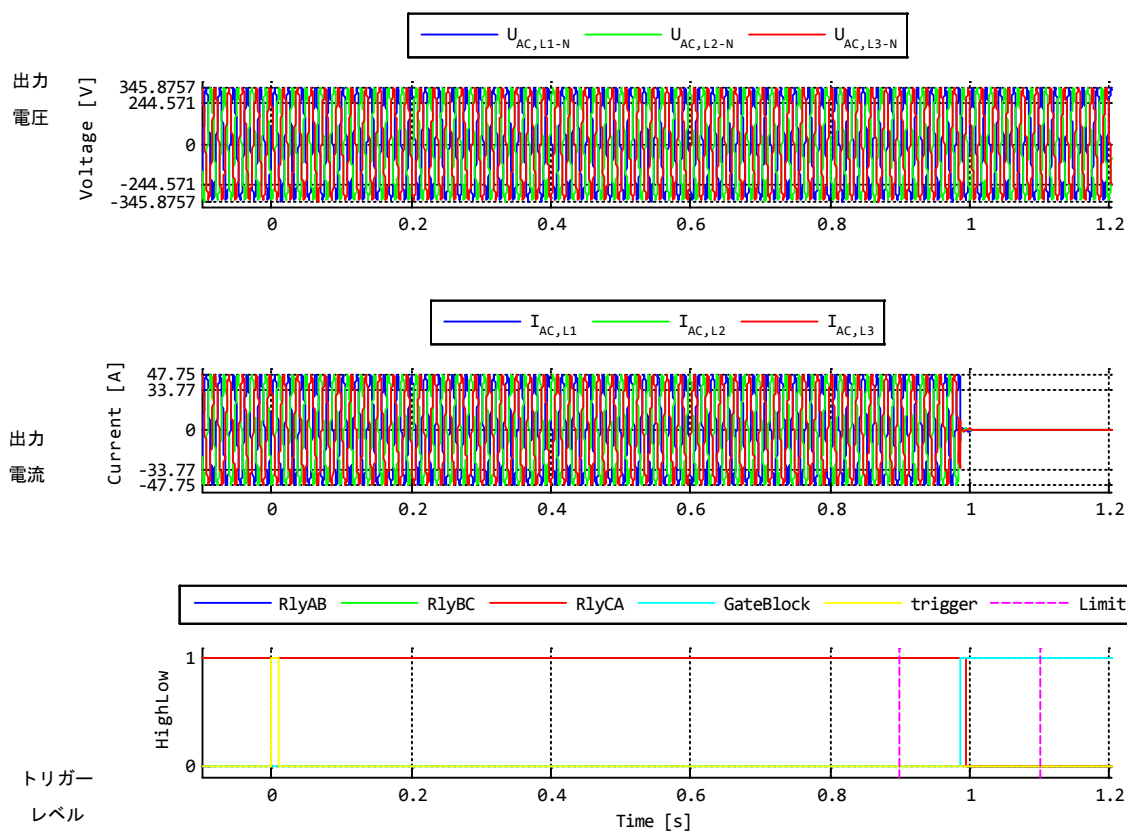 U_AC,L1-N U_AC,L2-N U_AC,L3-N
出力
電圧
Voltage [V]
345.8757
244.571
0
-244.571
-345.8757
0 0.2 0.4 0.6 0.8 1 1.2
I_AC,L1 I_AC,L2 I_AC,L3
出力
電流
Current [A]
47.75
33.77
0
-33.77
-47.75
0 0.2 0.4 0.6 0.8 1 1.2
RlyAB RlyBC RlyCA GateBlock trigger Limit
トリガー
レベル
HighLow
1
0
0 0.2 0.4 0.6 0.8 1 1.2
Time [s]